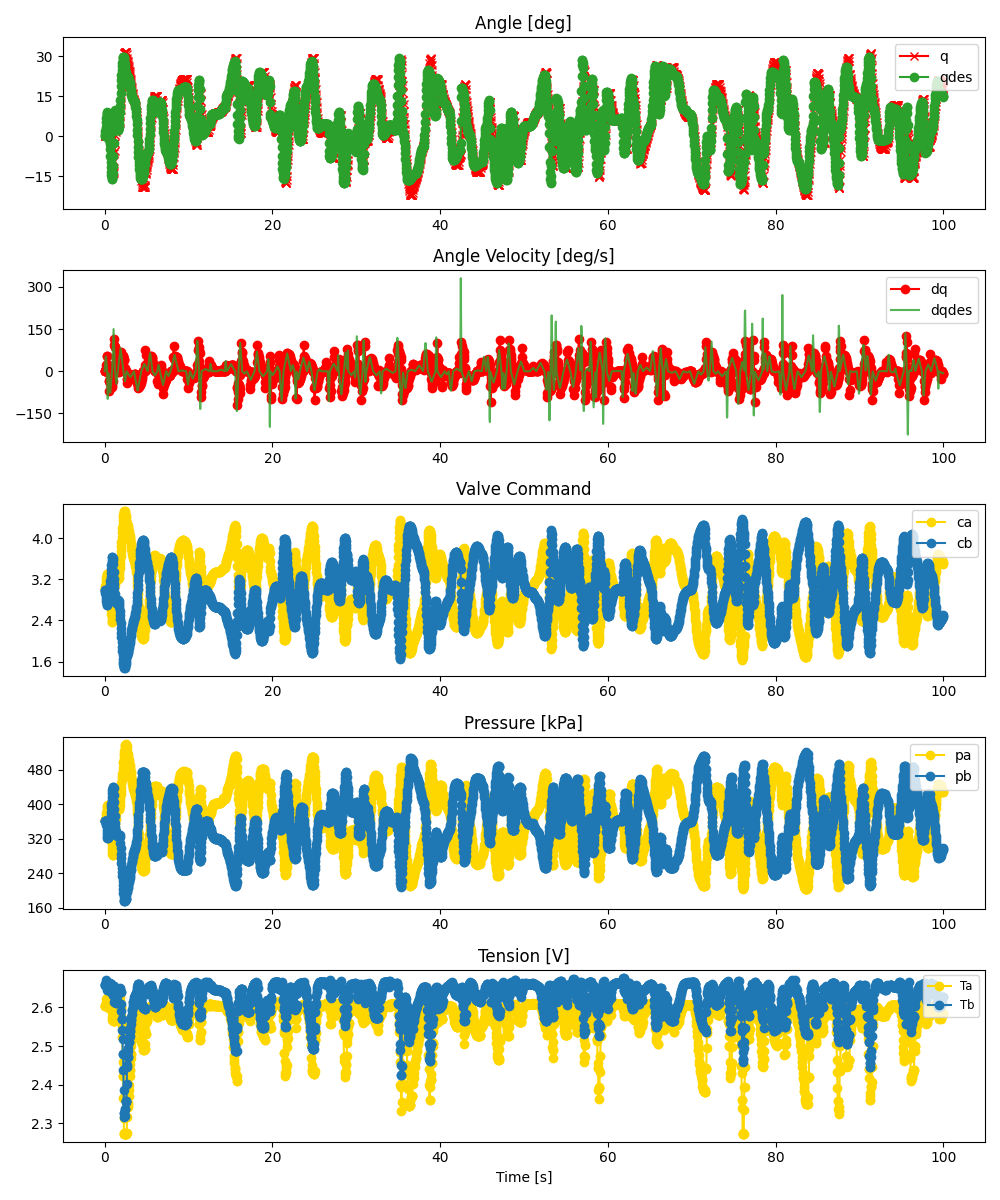 Angle [deg]
30
15
0
−15
q
qdes
0 20 40 60 80 100
Angle Velocity [deg/s]
300
150
0
−150
dq
dqdes
0 20 40 60 80 100
Valve Command
4.0
3.2
2.4
1.6
ca
cb
0 20 40 60 80 100
Pressure [kPa]
480
400
320
240
160
pa
pb
0 20 40 60 80 100
Tension [V]
2.6
2.5
2.4
2.3
Ta
Tb
0 20 40 60 80 100
Time [s]